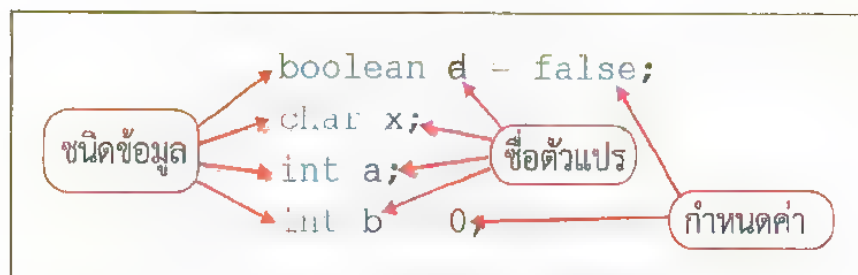 boolean d – false;
char x;
ชนิดข้อมูล
ชื่อตัวแปร
int a;
int b 0;
กำหนดค่า